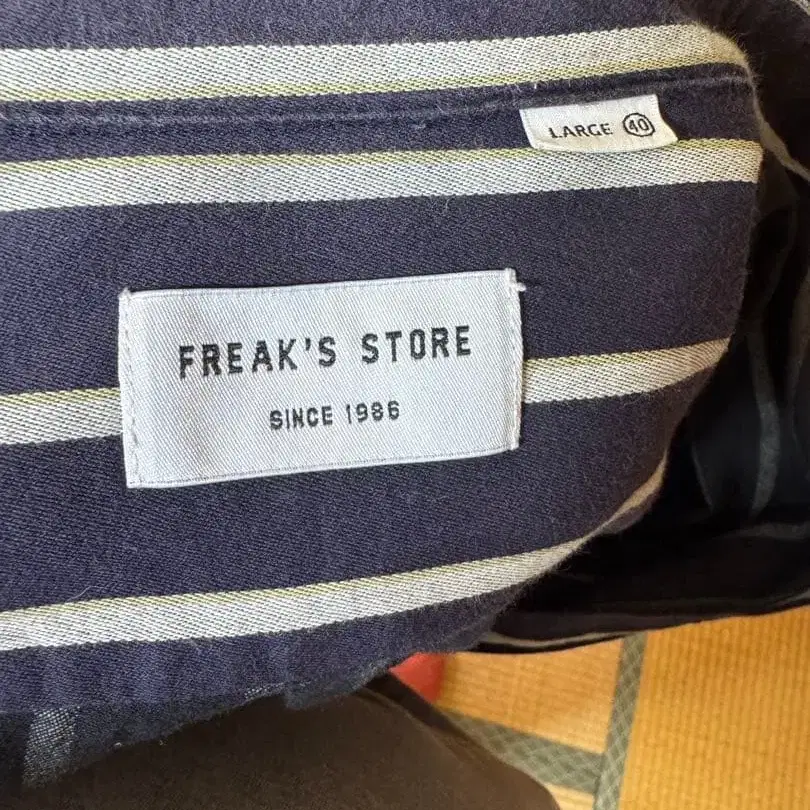 LARGE 40
FREAK'S STORE
SINCE 1986